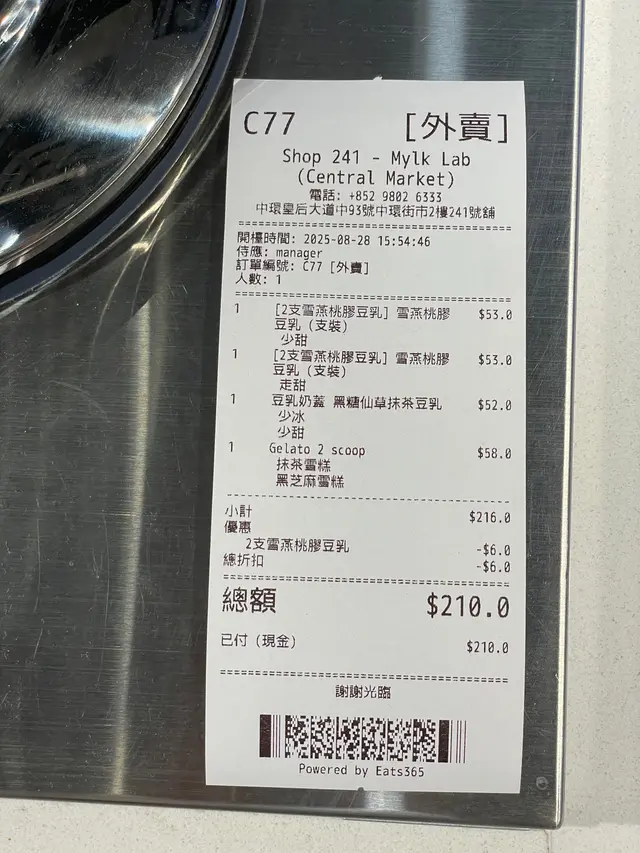 C77 [外賣]
Shop 241 - Mylk Lab
(Central Market)
電話: +852 9802 6333
中環皇后大道中93號中環街市2樓241號舖
開檯時間: 2025-08-28 15:54:46
侍應: manager
訂單編號: C77 [外賣]
人數: 1
1 [2支雪燕桃膠豆乳] 雪燕桃膠 $53.0
豆乳 (支裝)
少甜
1 [2支雪燕桃膠豆乳] 雪燕桃膠 $53.0
豆乳 (支裝)
走甜
1 豆乳奶蓋 黑糖仙草抹茶豆乳 $52.0
少冰
少甜
1 Gelato 2 scoop $58.0
抹茶雪糕
黑芝麻雪糕
小計 $216.0
優惠
2支雪燕桃膠豆乳 -$6.0
總折扣 -$6.0
總額 $210.0
已付 (現金) $210.0
謝謝光臨
Powered by Eats365